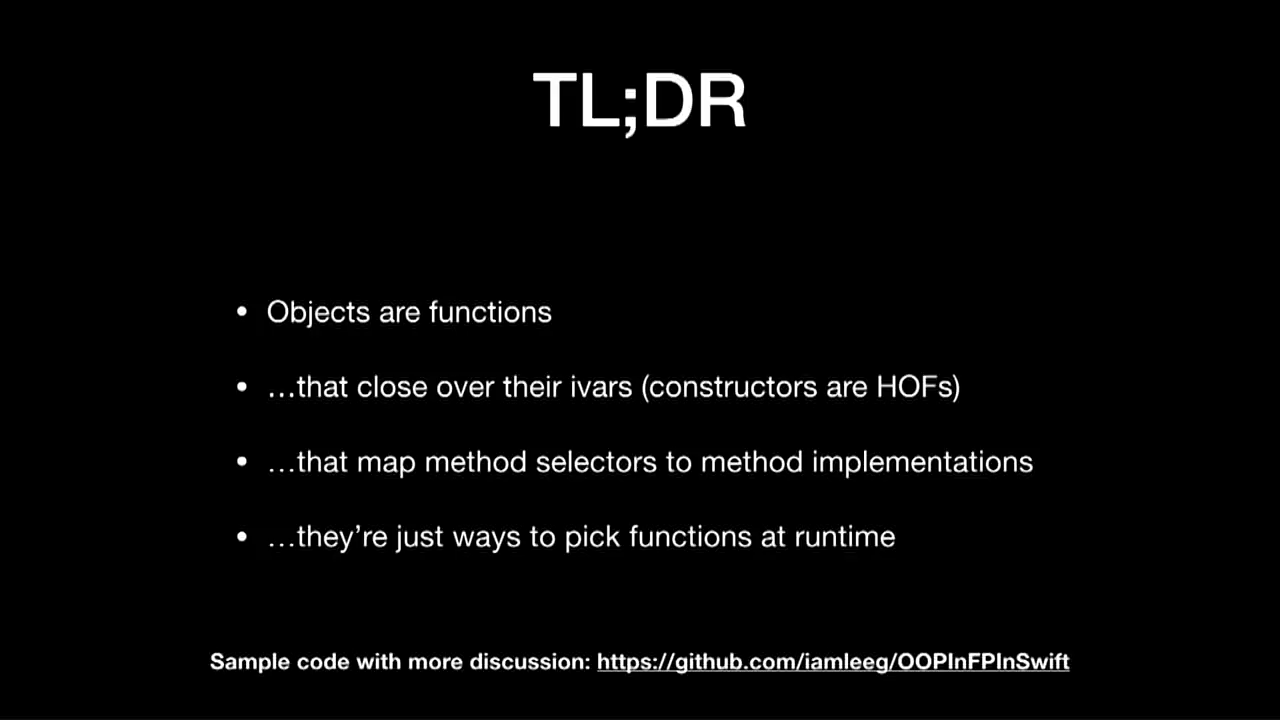 TL;DR
• Objects are functions
• …that close over their ivars (constructors are HOFs)
• …that map method selectors to method implementations
• …they’re just ways to pick functions at runtime
Sample code with more discussion: https://github.com/iamleeg/OOPInFPInSwift